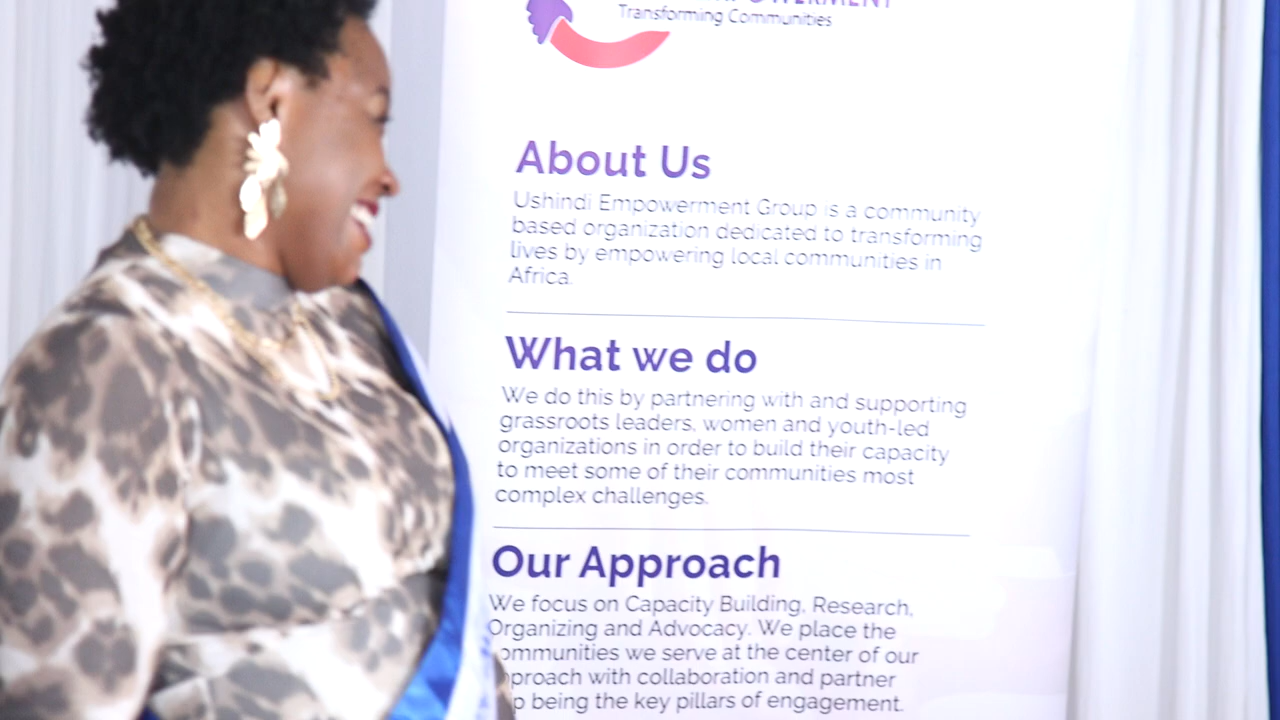 Transforming Communities
About Us
Ushindi Empowerment Group is a community
based organization dedicated to transforming
lives by empowering local communities in
Africa.
What we do
We do this by partnering with and supporting
grassroots leaders, women and youth-led
organizations in order to build their capacity
to meet some of their communities most
complex challenges.
Our Approach
We focus on Capacity Building, Research,
Organizing and Advocacy. We place the
ommunities we serve at the center of our
proach with collaboration and partner
p being the key pillars of engagement.